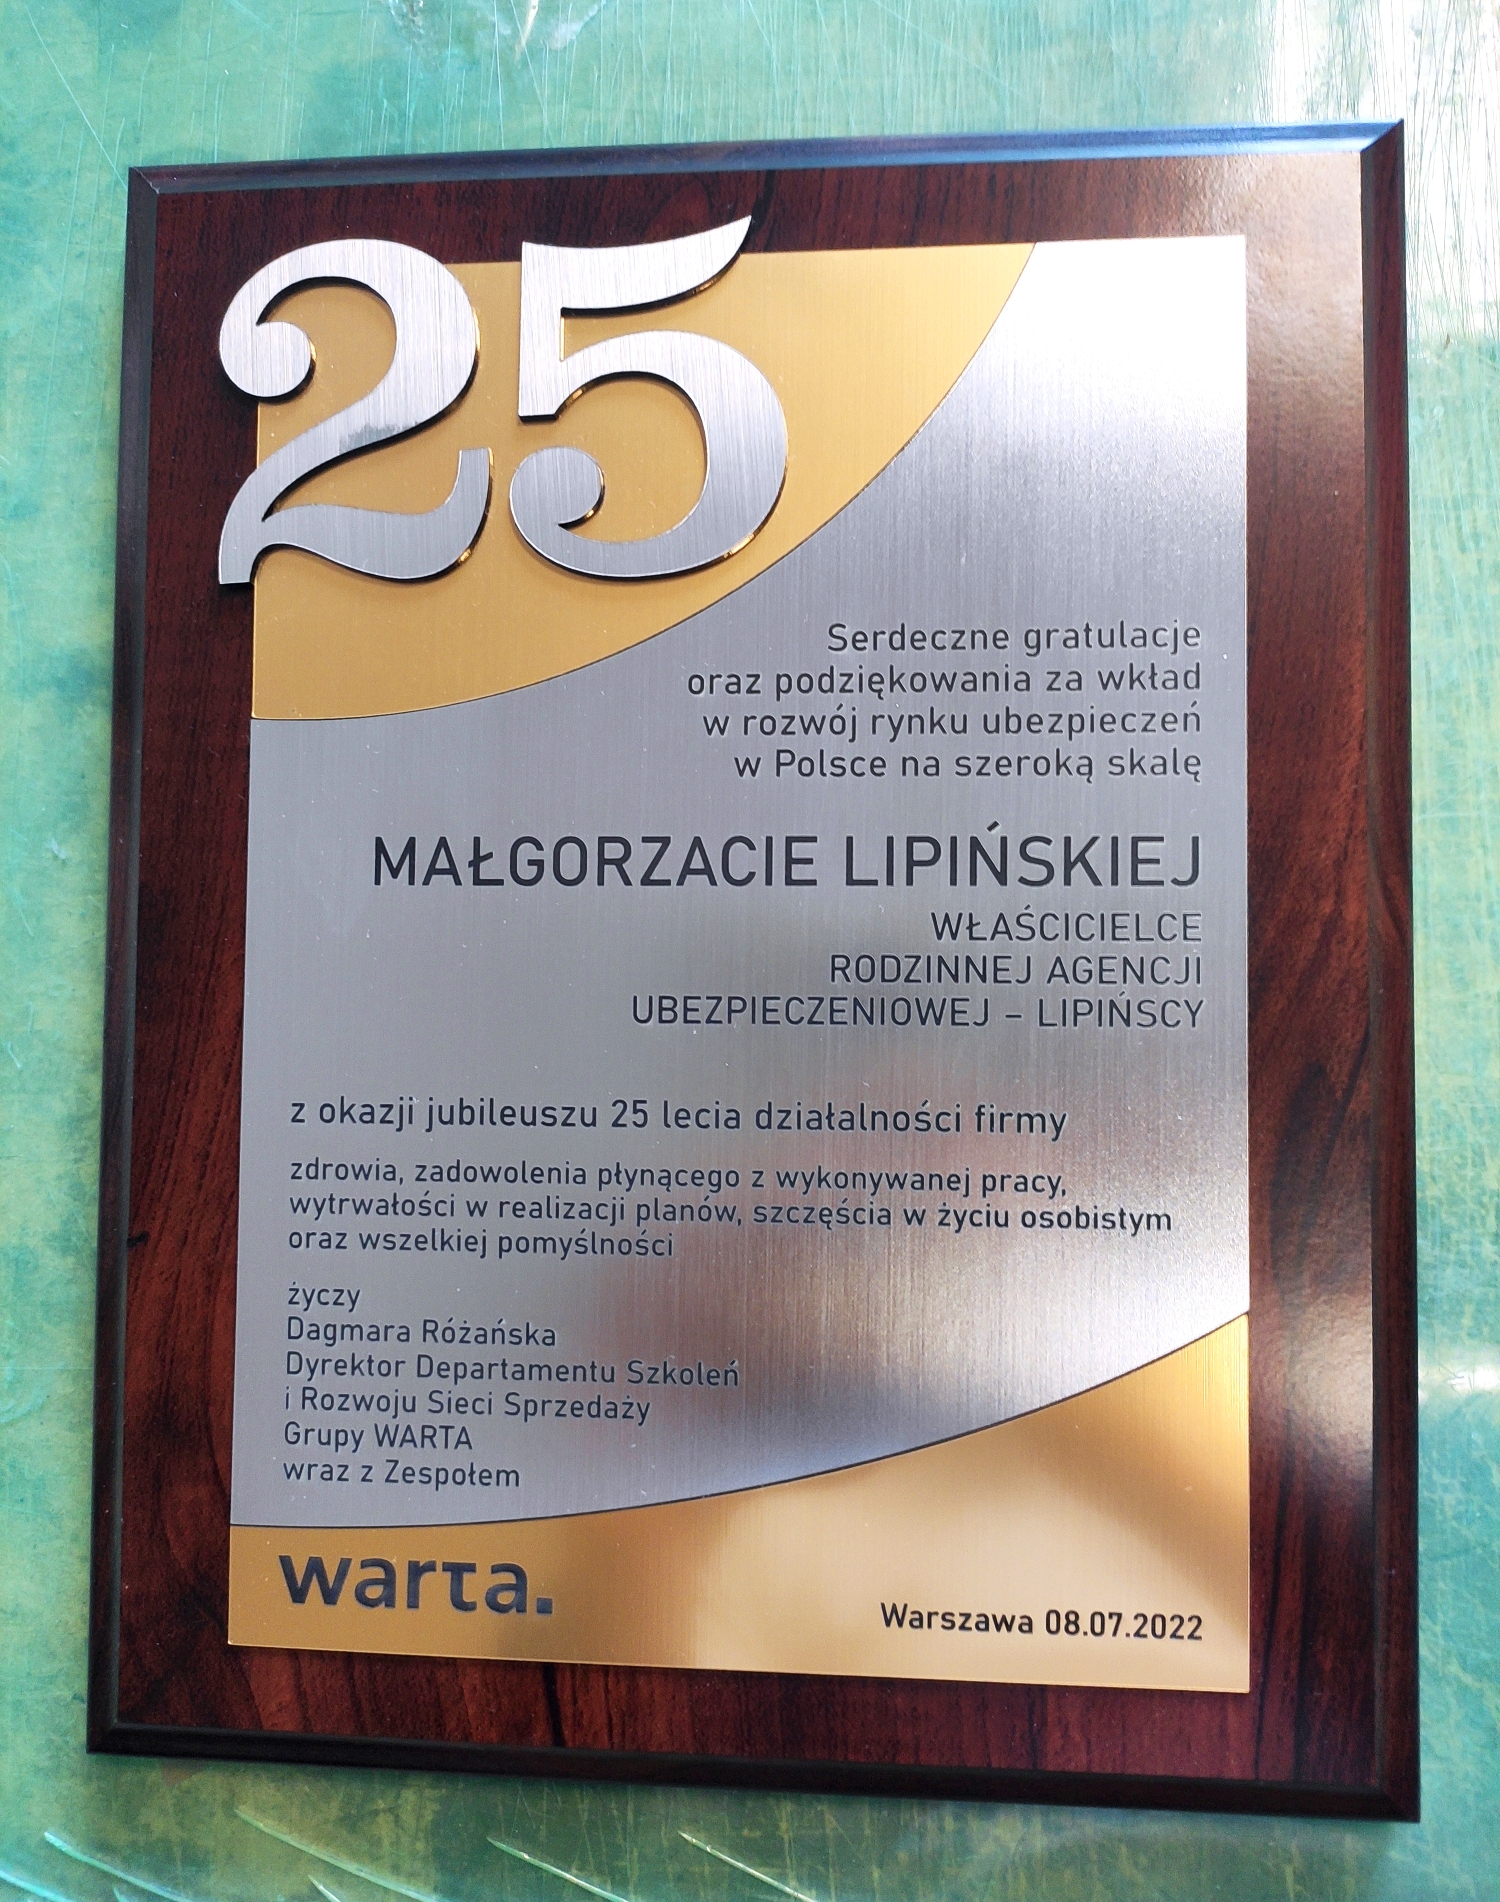 25
Serdeczne gratulacje
oraz podziękowania za wkład
w rozwój rynku ubezpieczeń
w Polsce na szeroką skalę
MAŁGORZACIE LIPIŃSKIEJ
WŁAŚCICIELCE
RODZINNEJ AGENCJI
UBEZPIECZENIOWEJ – LIPIŃSCY
z okazji jubileuszu 25 lecia działalności firmy
zdrowia, zadowolenia płynącego z wykonywanej pracy,
wytrwałości w realizacji planów, szczęścia w życiu osobistym
oraz wszelkiej pomyślności
życzy
Dagmara Różańska
Dyrektor Departamentu Szkoleń
i Rozwoju Sieci Sprzedaży
Grupy WARTA
wraz z Zespołem
warta.
Warszawa 08.07.2022